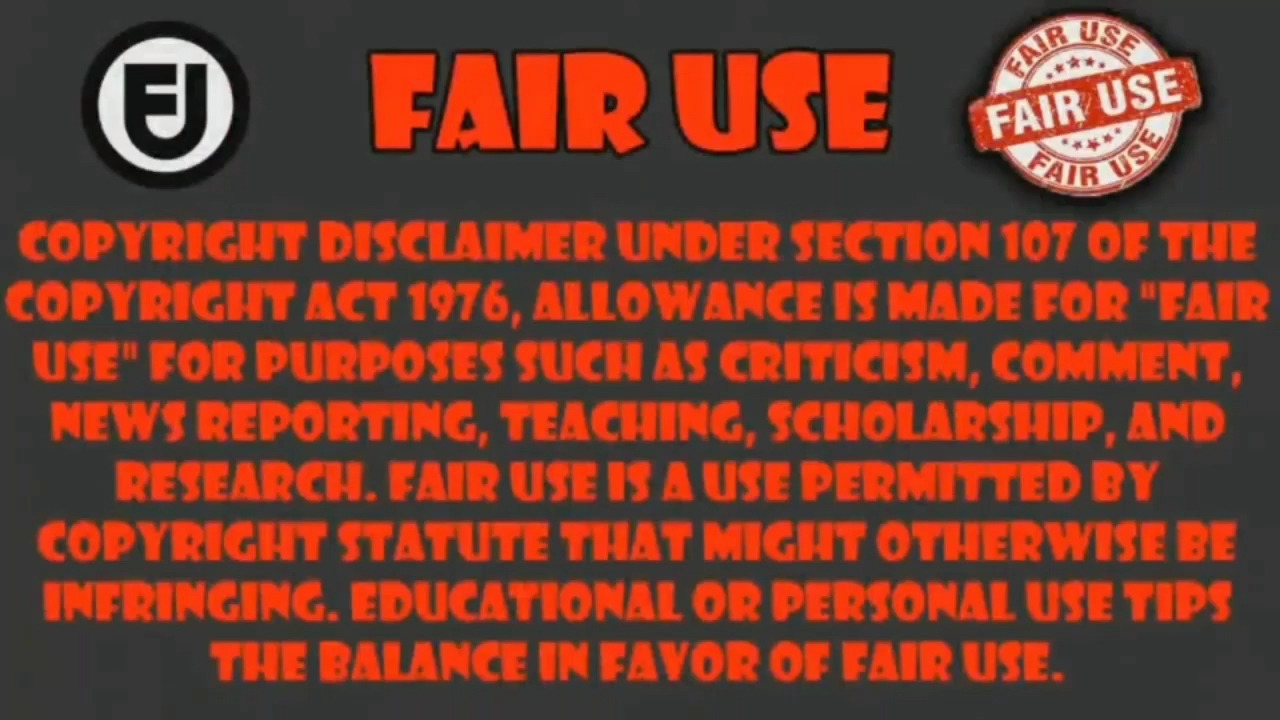 FAIR USE
FAIR USE
FAIR USE
FAIR USE
COPYRIGHT DISCLAIMER UNDER SECTION 107 OF THE
COPYRIGHT ACT 1976, ALLOWANCE IS MADE FOR "FAIR
USE" FOR PURPOSES SUCH AS CRITICISM, COMMENT,
NEWS REPORTING, TEACHING, SCHOLARSHIP, AND
RESEARCH. FAIR USE IS A USE PERMITTED BY
COPYRIGHT STATUTE THAT MIGHT OTHERWISE BE
INFRINGING. EDUCATIONAL OR PERSONAL USE TIPS
THE BALANCE IN FAVOR OF FAIR USE.